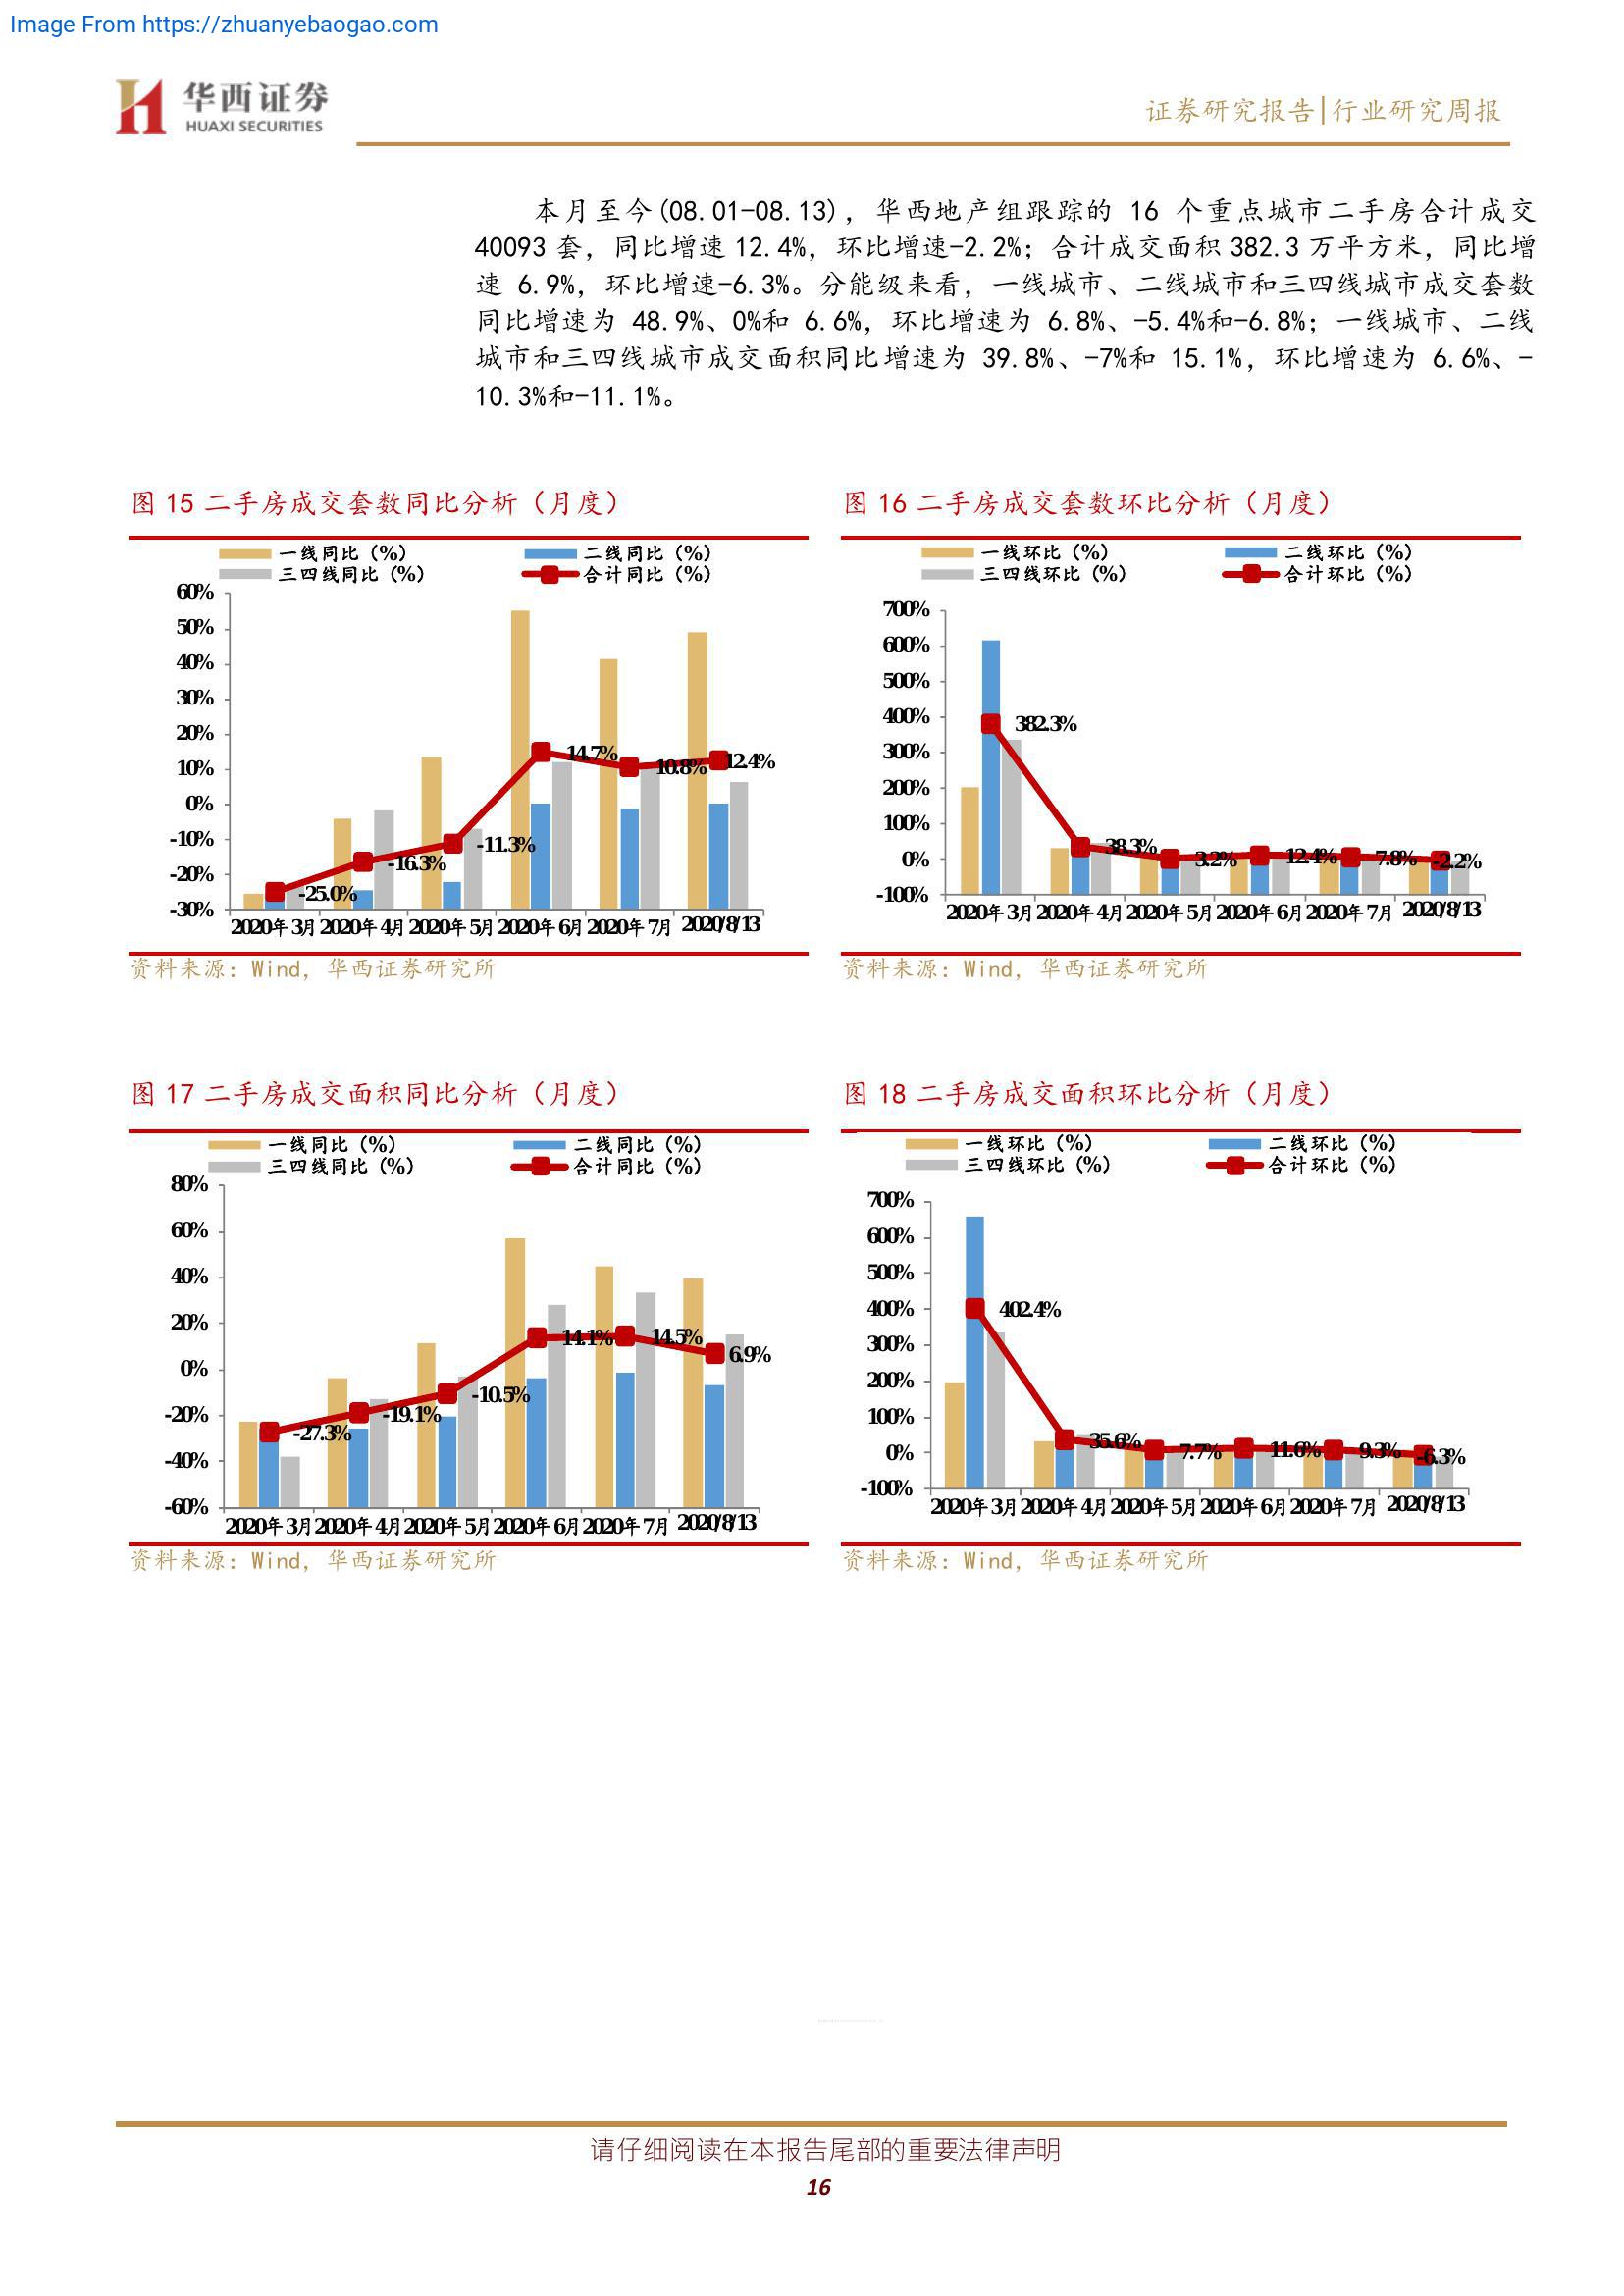 Image From https://zhuanyebaogao.com
华西证券
HUAXI SECURITIES
证券研究报告|行业研究周报
本月至今(08.01-08.13)，华西地产组跟踪的 16 个重点城市二手房合计成交
40093 套，同比增速 12.4%，环比增速-2.2%；合计成交面积 382.3 万平方米，同比增
速 6.9%，环比增速-6.3%。分能级来看，一线城市、二线城市和三四线城市成交套数
同比增速为 48.9%、0%和 6.6%，环比增速为 6.8%、-5.4%和-6.8%；一线城市、二线
城市和三四线城市成交面积同比增速为 39.8%、-7%和 15.1%，环比增速为 6.6%、-
10.3%和-11.1%。
图 15 二手房成交套数同比分析（月度）
一线同比（%）
二线同比（%）
三四线同比（%）
合计同比（%）
60%
50%
40%
30%
20%
10%
0%
-10%
-20%
-30%
-25.0%
-16.3%
-11.3%
14.7%
10.8%
12.4%
2020年3月 2020年4月 2020年5月 2020年6月 2020年7月 2020/8/13
资料来源：Wind，华西证券研究所
图 16 二手房成交套数环比分析（月度）
一线环比（%）
二线环比（%）
三四线环比（%）
合计环比（%）
700%
600%
500%
400%
300%
200%
100%
0%
-100%
382.3%
38.3%
3.2%
12.4%
7.8%
-2.2%
2020年3月 2020年4月 2020年5月 2020年6月 2020年7月 2020/8/13
资料来源：Wind，华西证券研究所
图 17 二手房成交面积同比分析（月度）
一线同比（%）
二线同比（%）
三四线同比（%）
合计同比（%）
80%
60%
40%
20%
0%
-20%
-40%
-60%
-27.3%
-19.1%
-10.5%
14.1%
14.5%
6.9%
2020年3月 2020年4月 2020年5月 2020年6月 2020年7月 2020/8/13
资料来源：Wind，华西证券研究所
图 18 二手房成交面积环比分析（月度）
一线环比（%）
二线环比（%）
三四线环比（%）
合计环比（%）
700%
600%
500%
400%
300%
200%
100%
0%
-100%
402.4%
35.6%
7.7%
11.6%
9.3%
-6.3%
2020年3月 2020年4月 2020年5月 2020年6月 2020年7月 2020/8/13
资料来源：Wind，华西证券研究所
请仔细阅读在本报告尾部的重要法律声明
16